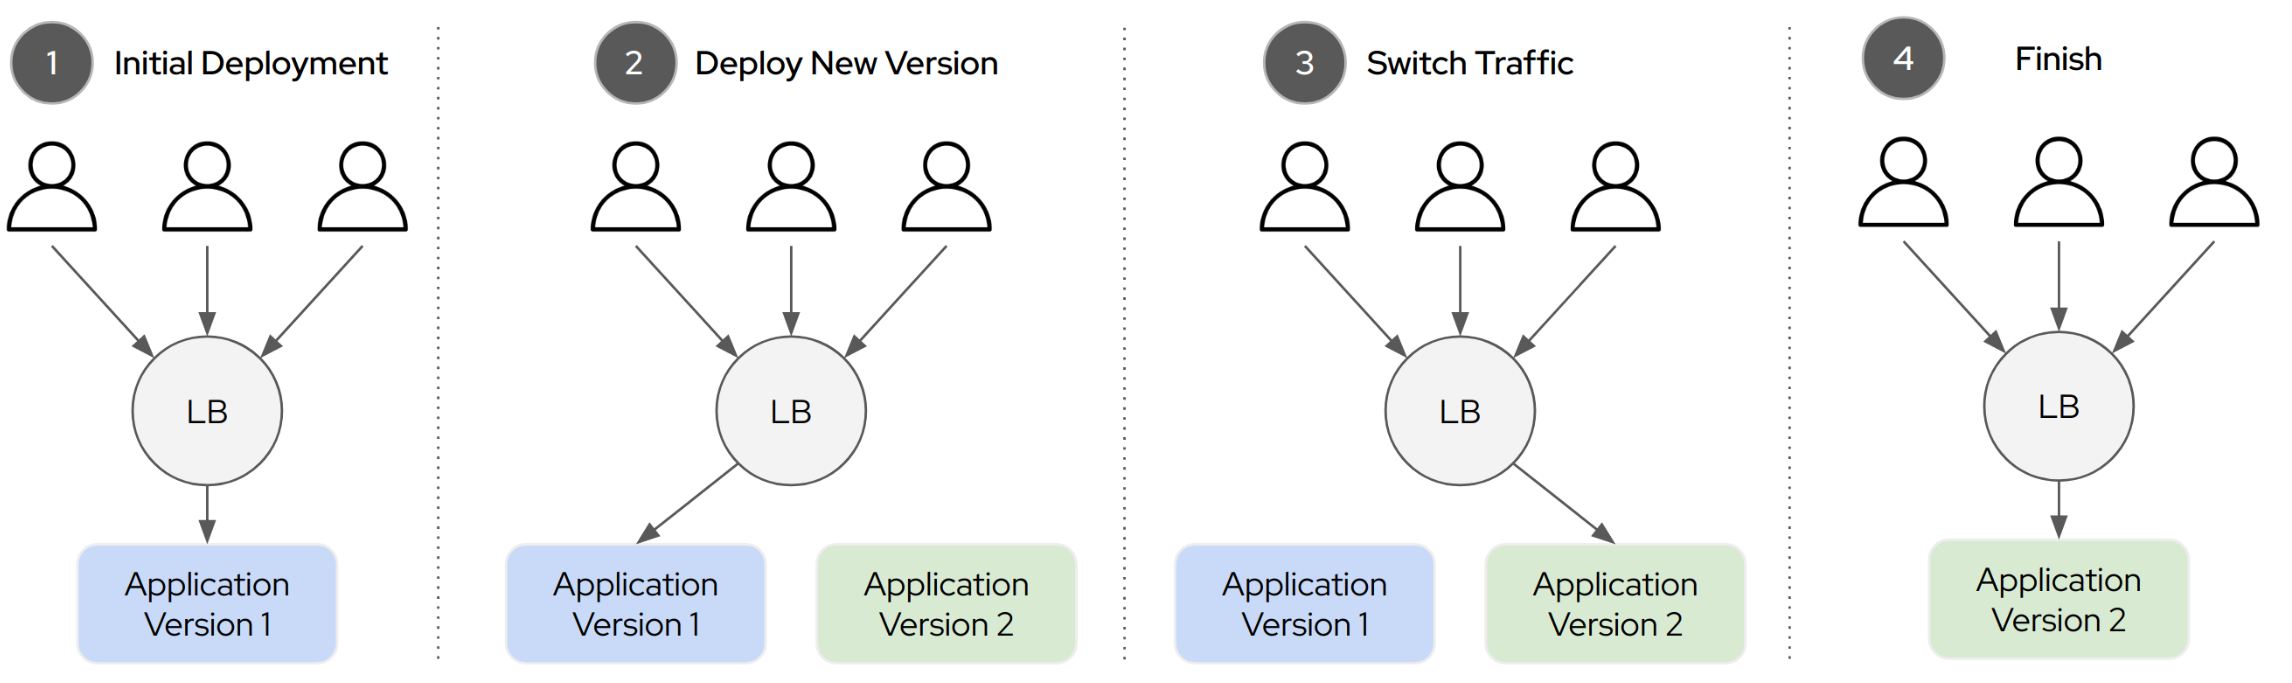 1 Initial Deployment
LB
Application
Version 1
2 Deploy New Version
LB
Application
Version 1
Application
Version 2
3 Switch Traffic
LB
Application
Version 1
Application
Version 2
4 Finish
LB
Application
Version 2